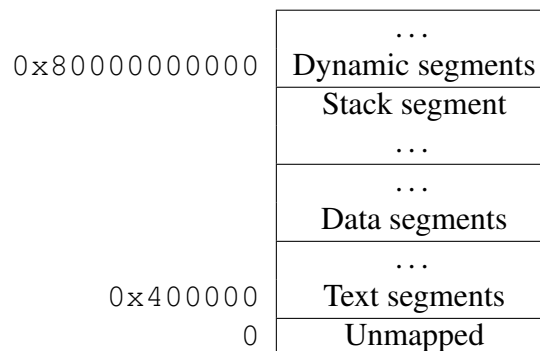 ...
0x80000000000 Dynamic segments
Stack segment
...
...
Data segments
...
0x400000 Text segments
0 Unmapped